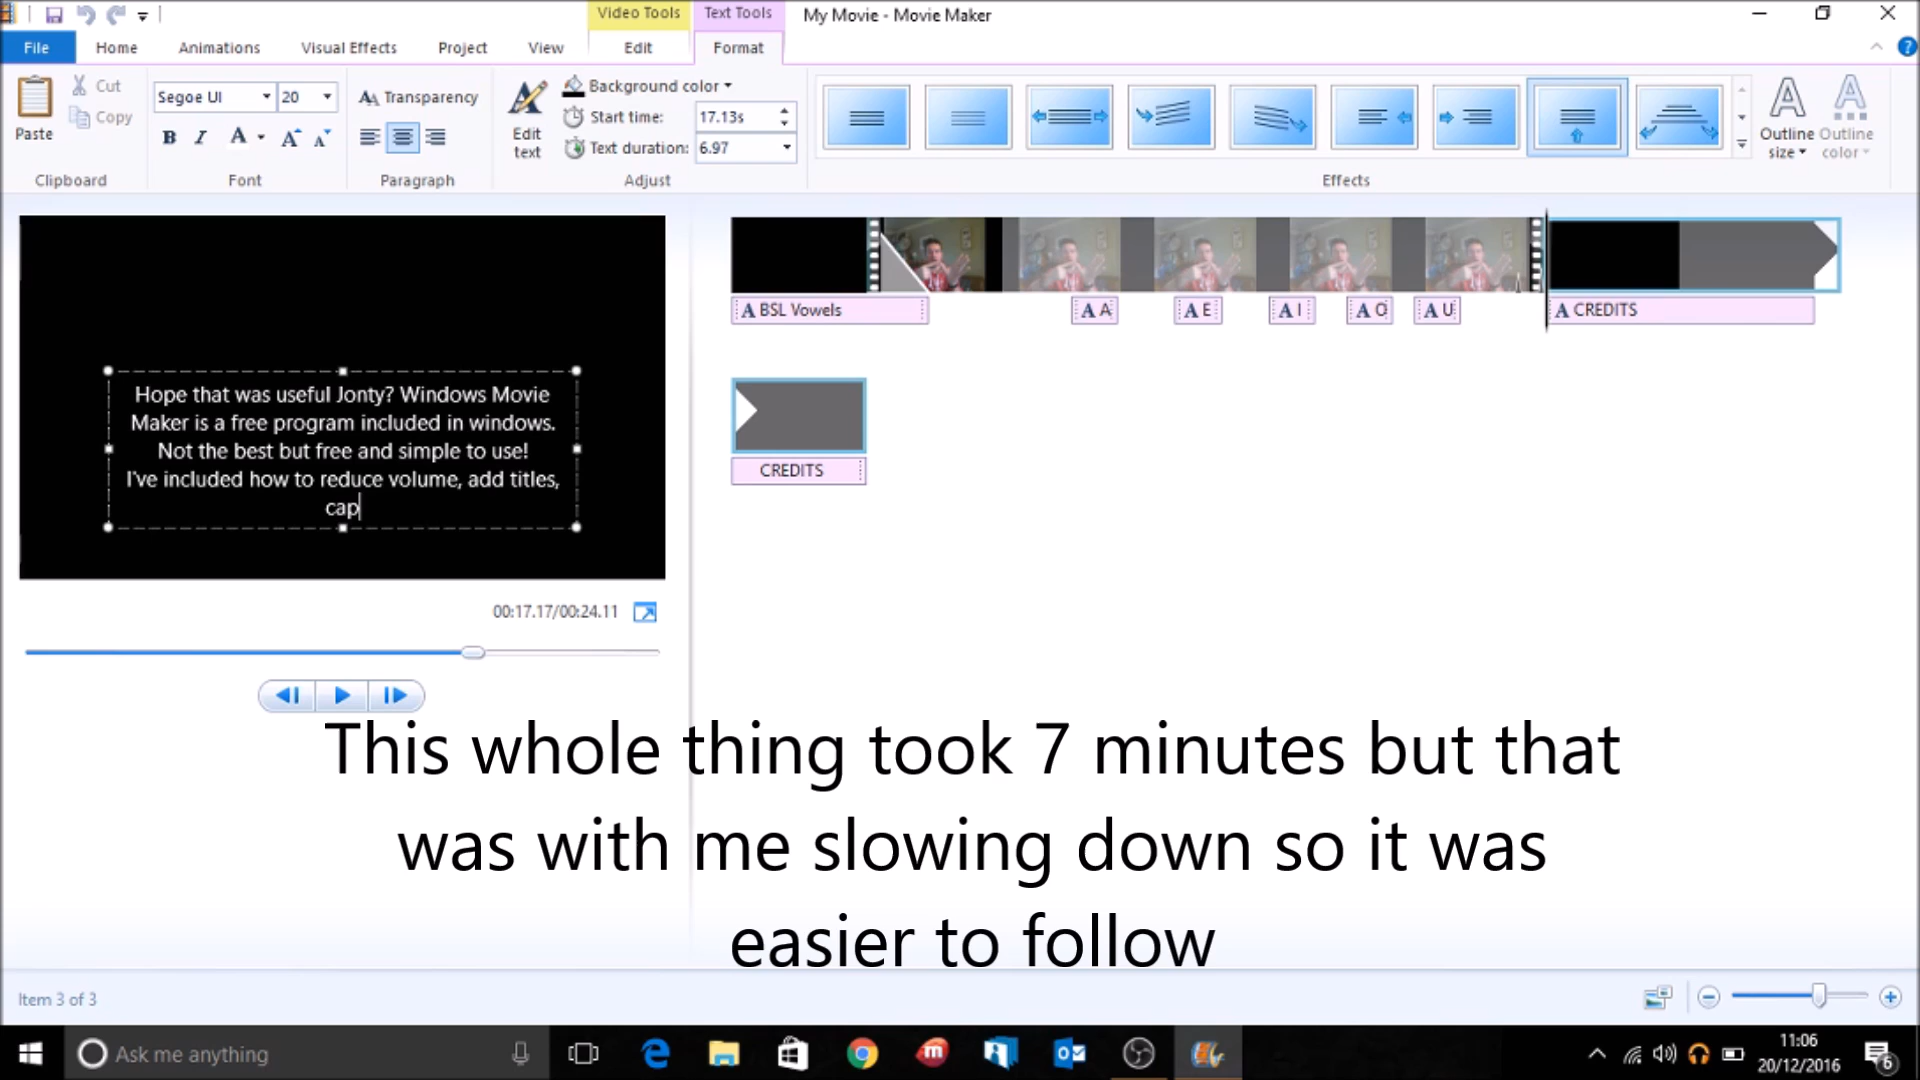 Video Tools
Text Tools
My Movie - Movie Maker
File
Home
Animations
Visual Effects
Project
View
Edit
Format
Paste
Cut
Copy
Clipboard
Segoe UI
20
B I A A A
Font
Transparency
Paragraph
Edit
text
Background color
Start time:
17.13s
Text duration:
6.97
Adjust
Effects
Outline
size
Outline
color
Hope that was useful Jonty? Windows Movie
Maker is a free program included in windows.
Not the best but free and simple to use!
I've included how to reduce volume, add titles,
cap
00:17.17/00:24.11
A BSL Vowels
A A
A E
A I
A O
A U
A CREDITS
CREDITS
This whole thing took 7 minutes but that
was with me slowing down so it was
easier to follow
Item 3 of 3
Ask me anything
11:06
20/12/2016
6